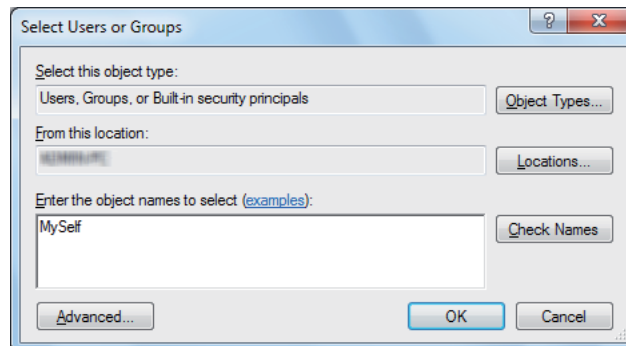 Select Users or Groups
Select this object type:
Users, Groups, or Built-in security principals
Object Types...
From this location:
Locations...
Enter the object names to select (examples):
MySelf
Check Names
Advanced...
OK
Cancel